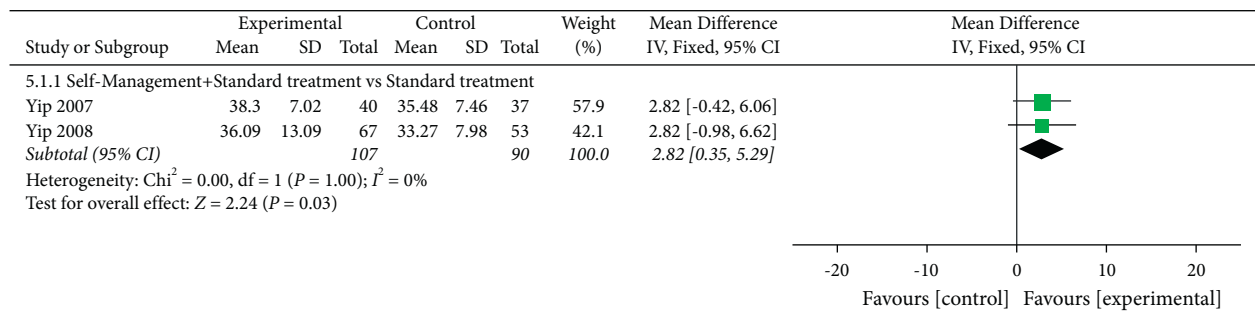 Experimental Control Weight Mean Difference Mean Difference
Study or Subgroup Mean SD Total Mean SD Total (%) IV, Fixed, 95% CI IV, Fixed, 95% CI
5.1.1 Self-Management+Standard treatment vs Standard treatment
Yip 2007 38.3 7.02 40 35.48 7.46 37 57.9 2.82 [-0.42, 6.06]
Yip 2008 36.09 13.09 67 33.27 7.98 53 42.1 2.82 [-0.98, 6.62]
Subtotal (95% CI) 107 90 100.0 2.82 [0.35, 5.29]
Heterogeneity: Chi² = 0.00, df = 1 (P = 1.00); I² = 0%
Test for overall effect: Z = 2.24 (P = 0.03)
-20 -10 0 10 20
Favours [control] Favours [experimental]